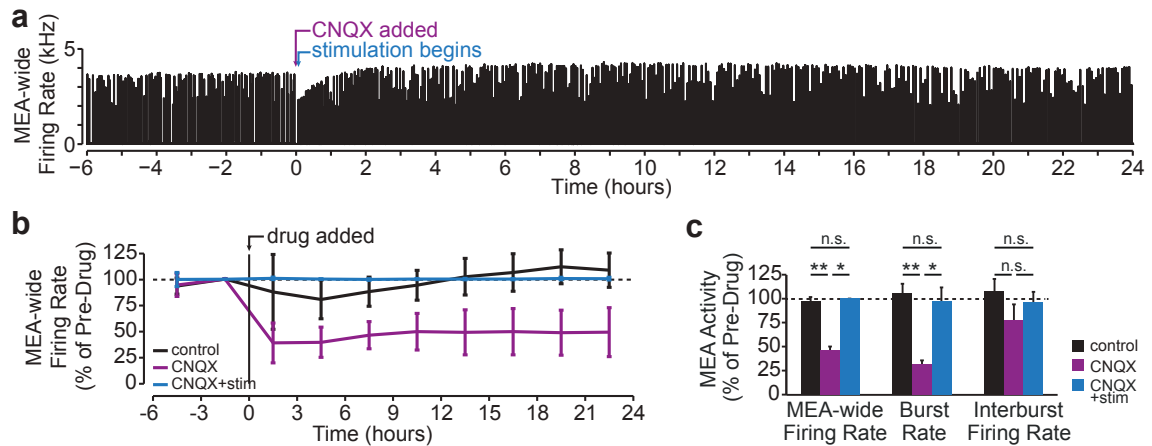 a
CNQX added
stimulation begins
MEA-wide
Firing Rate (kHz)
5
0
−6 −4 −2 0 2 4 6 8 10 12 14 16 18 20 22 24
Time (hours)
b
drug added
MEA-wide
Firing Rate
(% of Pre-Drug)
125
100
75
50
25
0
control
CNQX
CNQX+stim
-6 -3 0 3 6 9 12 15 18 21 24
Time (hours)
c
n.s. n.s. n.s.
** * ** * n.s.
MEA Activity
(% of Pre-Drug)
125
100
75
50
25
0
control
CNQX
CNQX
+stim
MEA-wide
Firing Rate
Burst
Rate
Interburst
Firing Rate